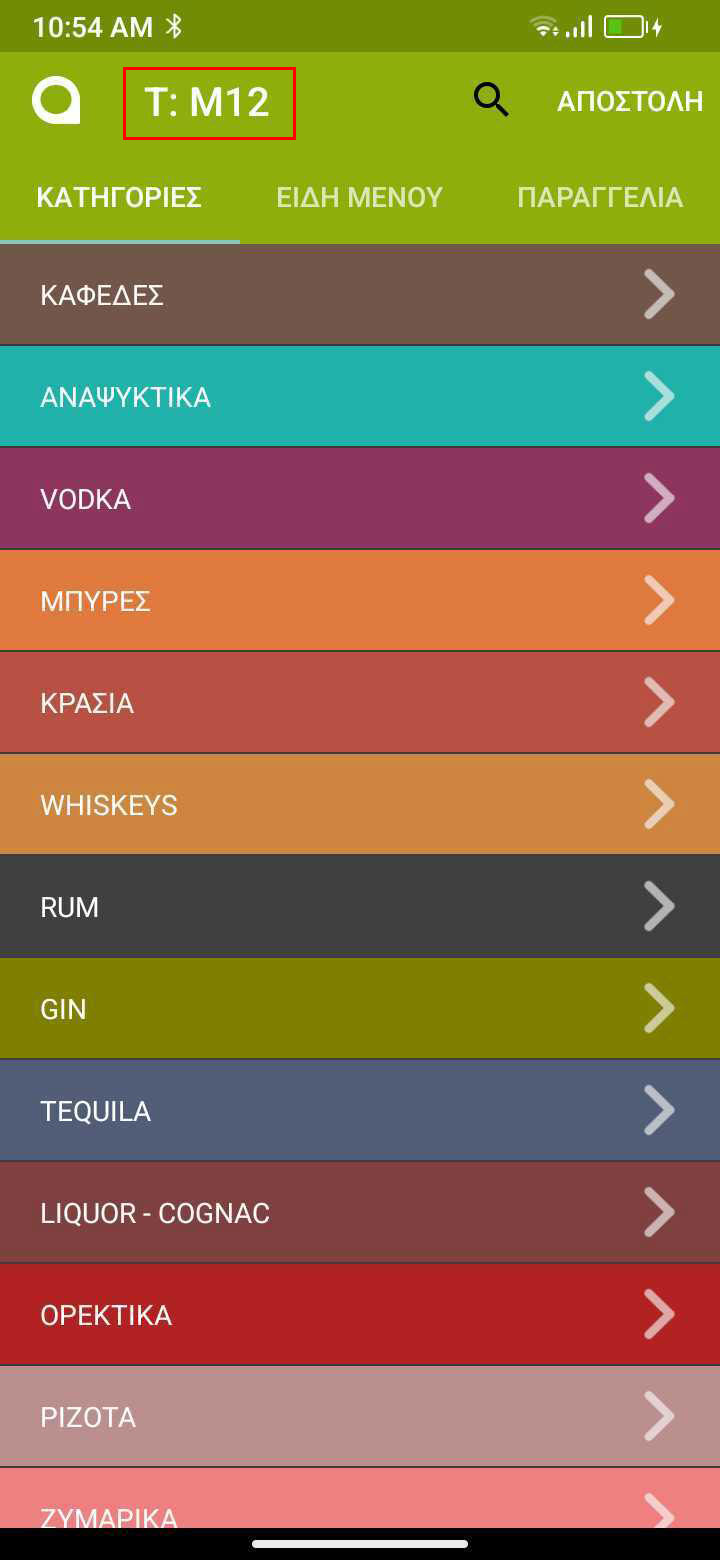 10:54 AM
T: M12
ΑΠΟΣΤΟΛΗ
ΚΑΤΗΓΟΡΙΕΣ
ΕΙΔΗ ΜΕΝΟΥ
ΠΑΡΑΓΓΕΛΙΑ
ΚΑΦΕΔΕΣ
ΑΝΑΨΥΚΤΙΚΑ
VODKA
ΜΠΥΡΕΣ
ΚΡΑΣΙΑ
WHISKEYS
RUM
GIN
TEQUILA
LIQUOR - COGNAC
ΟΡΕΚΤΙΚΑ
ΡΙΖΟΤΑ
ΖΥΜΑΡΙΚΑ